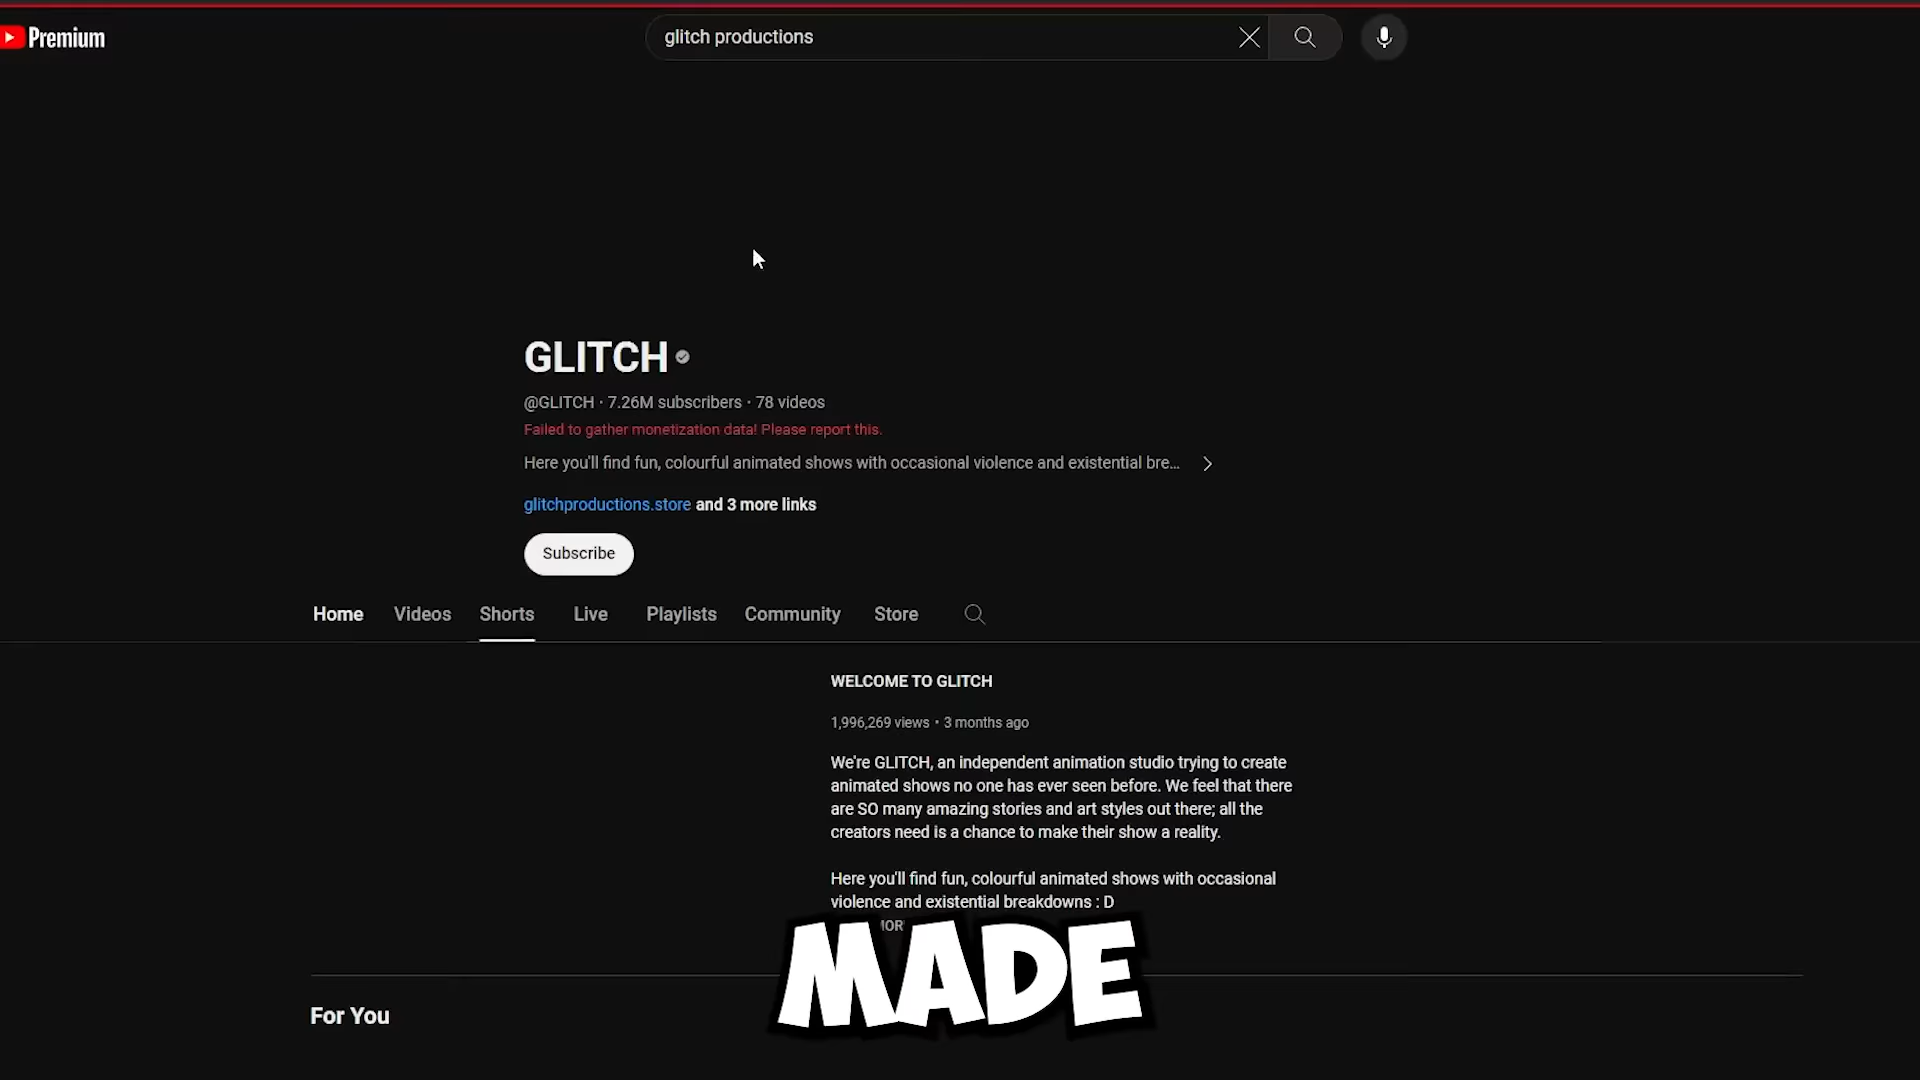 Premium
glitch productions
GLITCH
@GLITCH · 7.26M subscribers · 78 videos
Failed to gather monetization data! Please report this.
Here you'll find fun, colourful animated shows with occasional violence and existential bre...
glitchproductions.store and 3 more links
Subscribe
Home Videos Shorts Live Playlists Community Store
WELCOME TO GLITCH
1,996,269 views • 3 months ago
We're GLITCH, an independent animation studio trying to create
animated shows no one has ever seen before. We feel that there
are SO many amazing stories and art styles out there; all the
creators need is a chance to make their show a reality.
Here you'll find fun, colourful animated shows with occasional
violence and existential breakdowns : D
MADE
For You